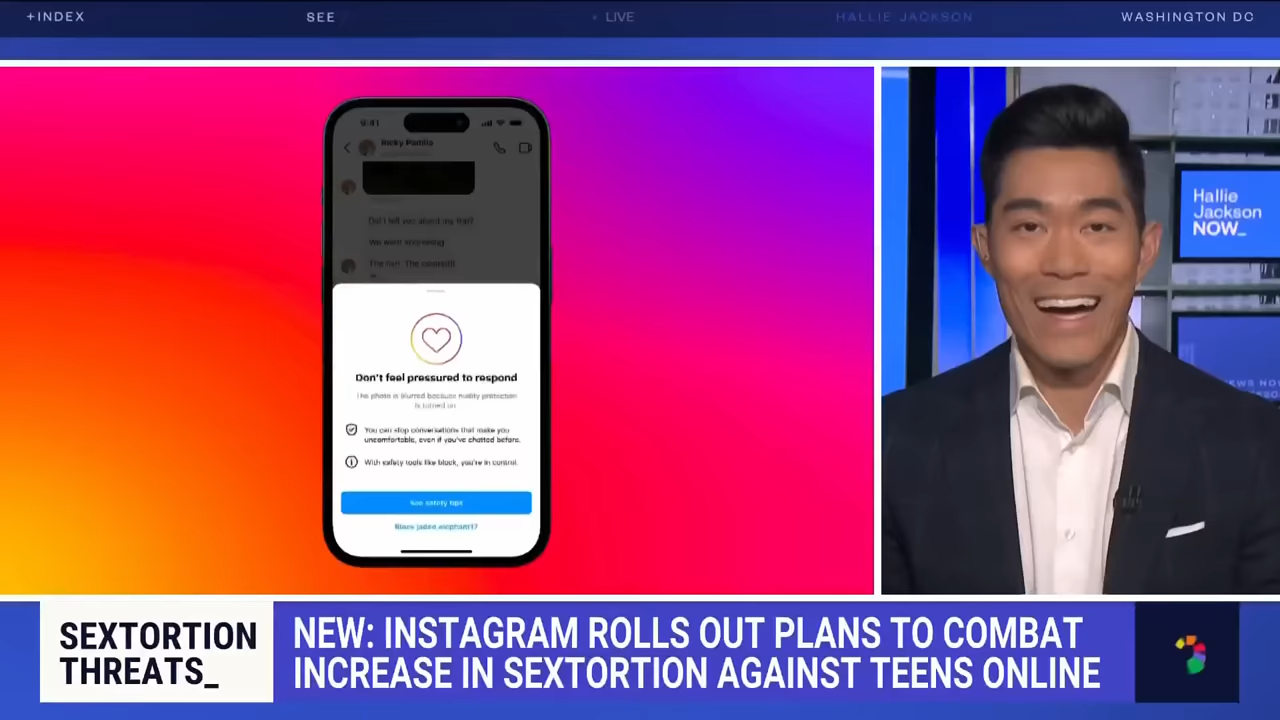 +INDEX
SEE
• LIVE
HALLIE JACKSON
WASHINGTON DC
9:41
Ricky Padilla
Did I tell you about my trip?
We went snorkeling
Don't feel pressured to respond
This photo is blurred because nudity protection
is turned on.
You can stop conversations that make you
uncomfortable, even if you've chatted before.
With safety tools like block, you're in control.
See safety tips
Block jaded.elephant17
Hallie
Jackson
NOW_
SEXTORTION
THREATS_
NEW: INSTAGRAM ROLLS OUT PLANS TO COMBAT
INCREASE IN SEXTORTION AGAINST TEENS ONLINE